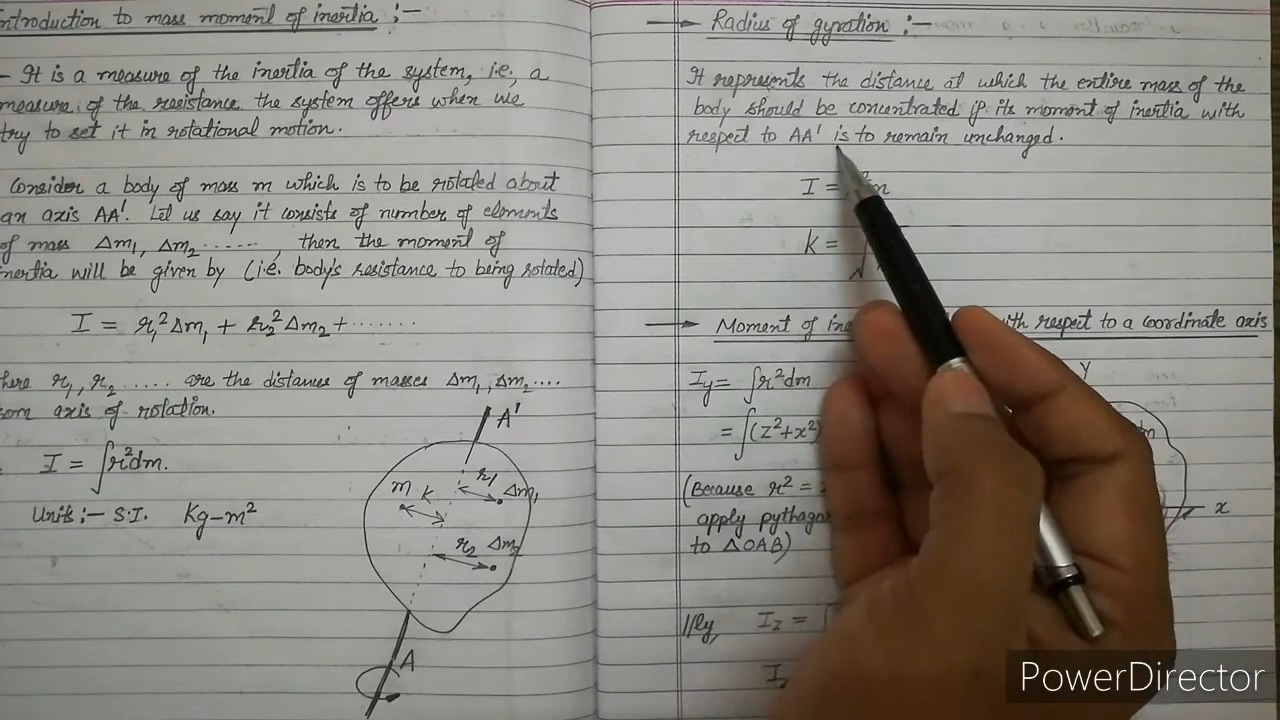 ntroduction to mass moment of inertia :-
- It is a measure of the inertia of the system, i.e., a
measure of the resistance the system offers when we
try to set it in rotational motion.
Consider a body of mass m which is to be rotated about
an axis AA'. Let us say it consists of number of elements
of mass Δm₁, Δm₂ ......, then the moment of
nertia will be given by (i.e. body's resistance to being rotated)
I = r₁²Δm₁ + r₂²Δm₂ + .......
here r₁, r₂ ..... are the distances of masses Δm₁, Δm₂....
rom axis of rotation.
I = ∫r²dm.
Units :- S.I. Kg-m²
A'
r₁
Δm₁
m
K
r₂
Δm₂
A
→ Radius of gyration :-
It represents the distance at which the entire mass of the
body should be concentrated if its moment of inertia with
respect to AA' is to remain unchanged.
I = m
k = √
→ Moment of ine with respect to a coordinate axis
Iy = ∫r²dm
= ∫(z²+x²)
(Because r² =
apply pythagor
to ΔOAB)
y
x
||ly, Iz =
Iz
PowerDirector